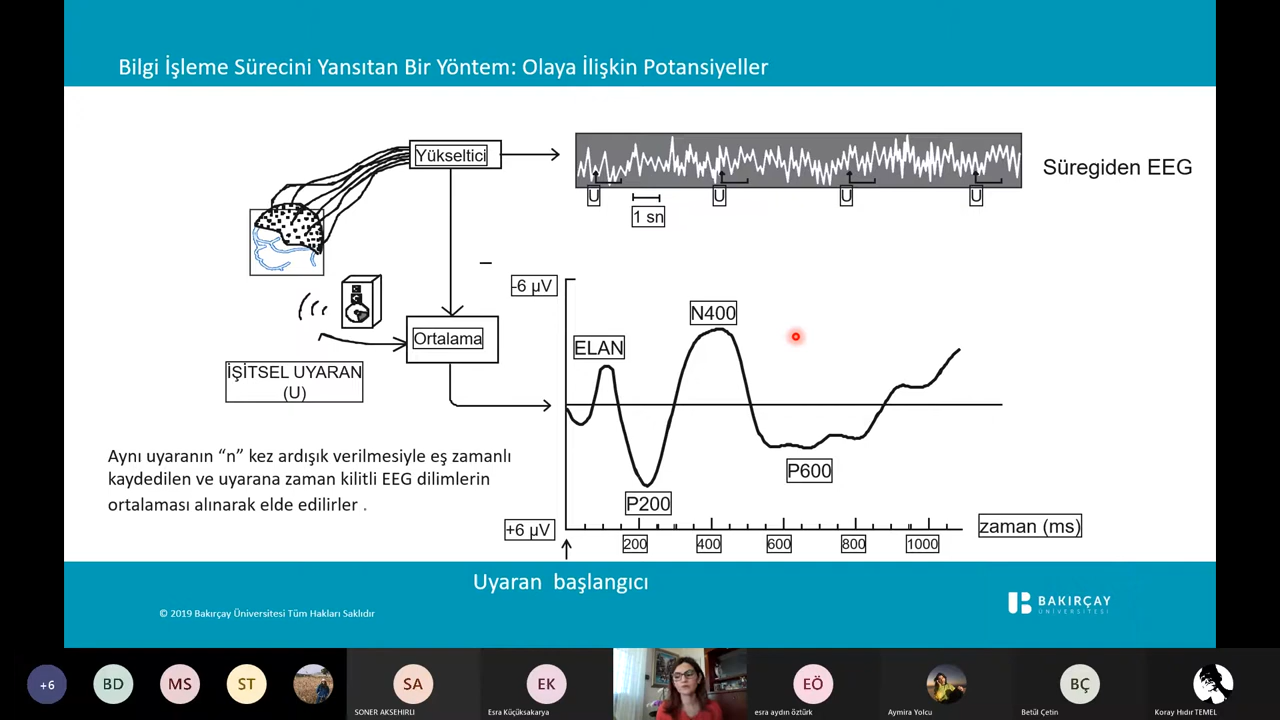 Bilgi İşleme Sürecini Yansıtan Bir Yöntem: Olaya İlişkin Potansiyeller
Yükseltici
Süregiden EEG
U
U
U
U
1 sn
-6 µV
N400
Ortalama
ELAN
İŞİTSEL UYARAN
(U)
Aynı uyaranın “n” kez ardışık verilmesiyle eş zamanlı
kaydedilen ve uyarana zaman kilitli EEG dilimlerin
ortalaması alınarak elde edilirler .
P600
P200
+6 µV
zaman (ms)
200
400
600
800
1000
Uyaran başlangıcı
© 2019 Bakırçay Üniversitesi Tüm Hakları Saklıdır
BAKIRÇAY
ÜNİVERSİTESİ
+6
BD
MS
ST
SA
EK
EÖ
BÇ
SONER AKSEHIRLI
Esra Küçüksakarya
esra aydın öztürk
Aymira Yolcu
Betül Çetin
Koray Hıdır TEMEL